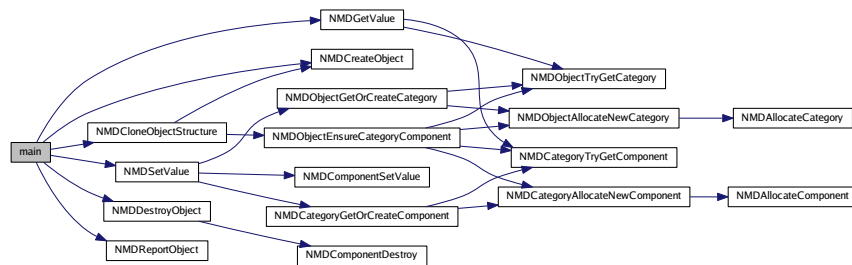 NMDGetValue
NMDCreateObject
NMDObjectTryGetCategory
NMDObjectGetOrCreateCategory
NMDObjectAllocateNewCategory
NMDAllocateCategory
NMDCloneObjectStructure
NMDObjectEnsureCategoryComponent
main
NMDCategoryTryGetComponent
NMDSetValue
NMDComponentSetValue
NMDCategoryAllocateNewComponent
NMDAllocateComponent
NMDDestroyObject
NMDCategoryGetOrCreateComponent
NMDReportObject
NMDComponentDestroy